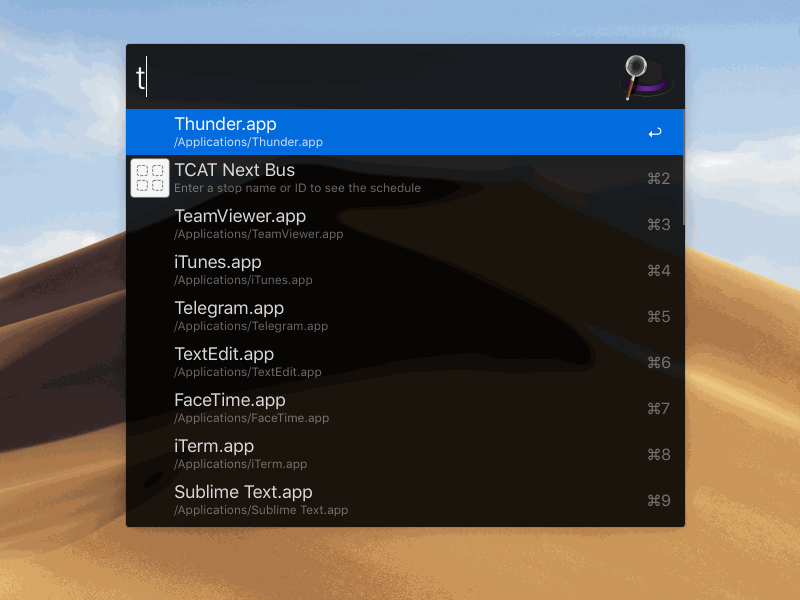 t
Thunder.app
/Applications/Thunder.app
↩
TCAT Next Bus
Enter a stop name or ID to see the schedule
⌘2
TeamViewer.app
/Applications/TeamViewer.app
⌘3
iTunes.app
/Applications/iTunes.app
⌘4
Telegram.app
/Applications/Telegram.app
⌘5
TextEdit.app
/Applications/TextEdit.app
⌘6
FaceTime.app
/Applications/FaceTime.app
⌘7
iTerm.app
/Applications/iTerm.app
⌘8
Sublime Text.app
/Applications/Sublime Text.app
⌘9